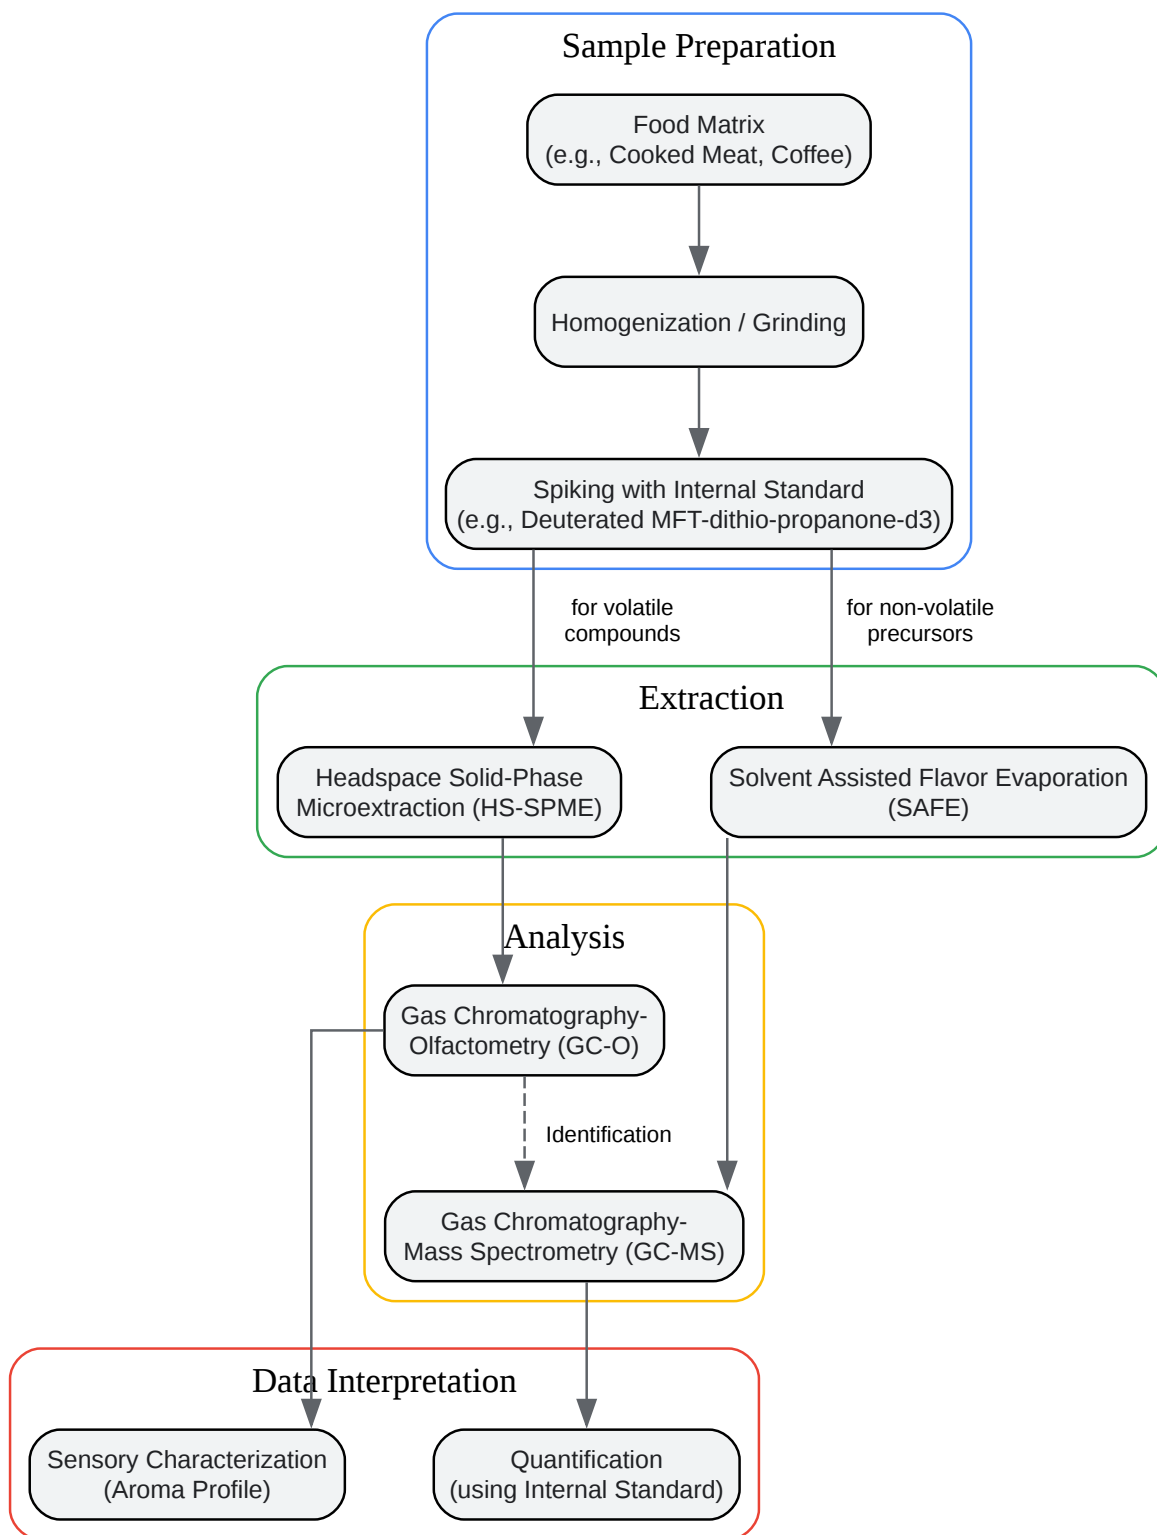 Sample Preparation
Food Matrix
(e.g., Cooked Meat, Coffee)
Homogenization / Grinding
Spiking with Internal Standard
(e.g., Deuterated MFT-dithio-propanone-d3)
for volatile
compounds
for non-volatile
precursors
Extraction
Headspace Solid-Phase
Microextraction (HS-SPME)
Solvent Assisted Flavor Evaporation
(SAFE)
Analysis
Gas Chromatography-
Olfactometry (GC-O)
Identification
Gas Chromatography-
Mass Spectrometry (GC-MS)
Data Interpretation
Sensory Characterization
(Aroma Profile)
Quantification
(using Internal Standard)